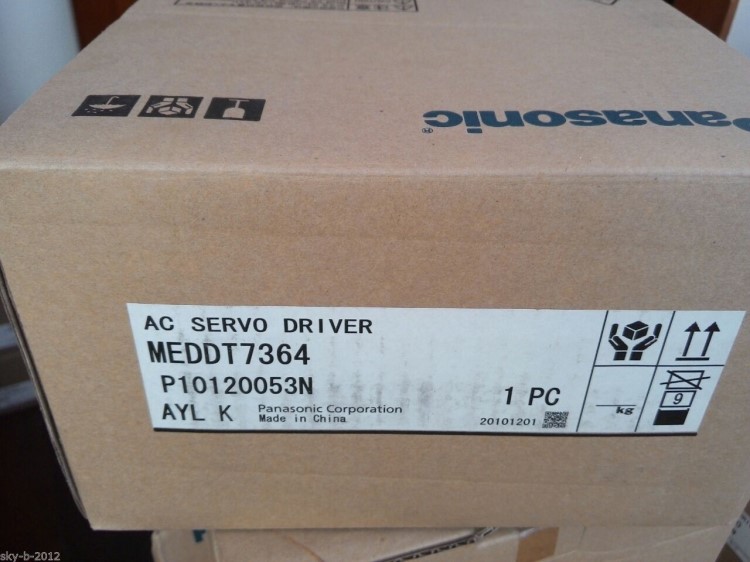 Panasonic®
AC SERVO DRIVER
MEDDT7364
P10120053N
1 PC
AYL K Panasonic Corporation
Made in China
20101201
kg
9
sky-b-2012